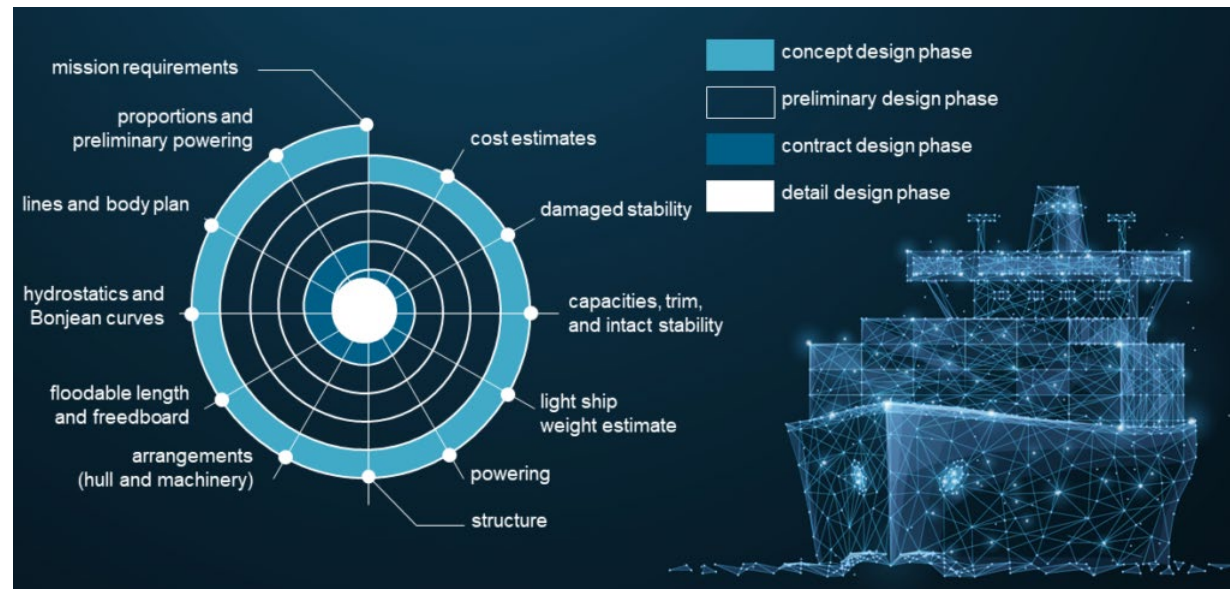 mission requirements
proportions and
preliminary powering
lines and body plan
hydrostatics and
Bonjean curves
floodable length
and freedboard
arrangements
(hull and machinery)
structure
powering
light ship
weight estimate
capacities, trim,
and intact stability
damaged stability
cost estimates
concept design phase
preliminary design phase
contract design phase
detail design phase